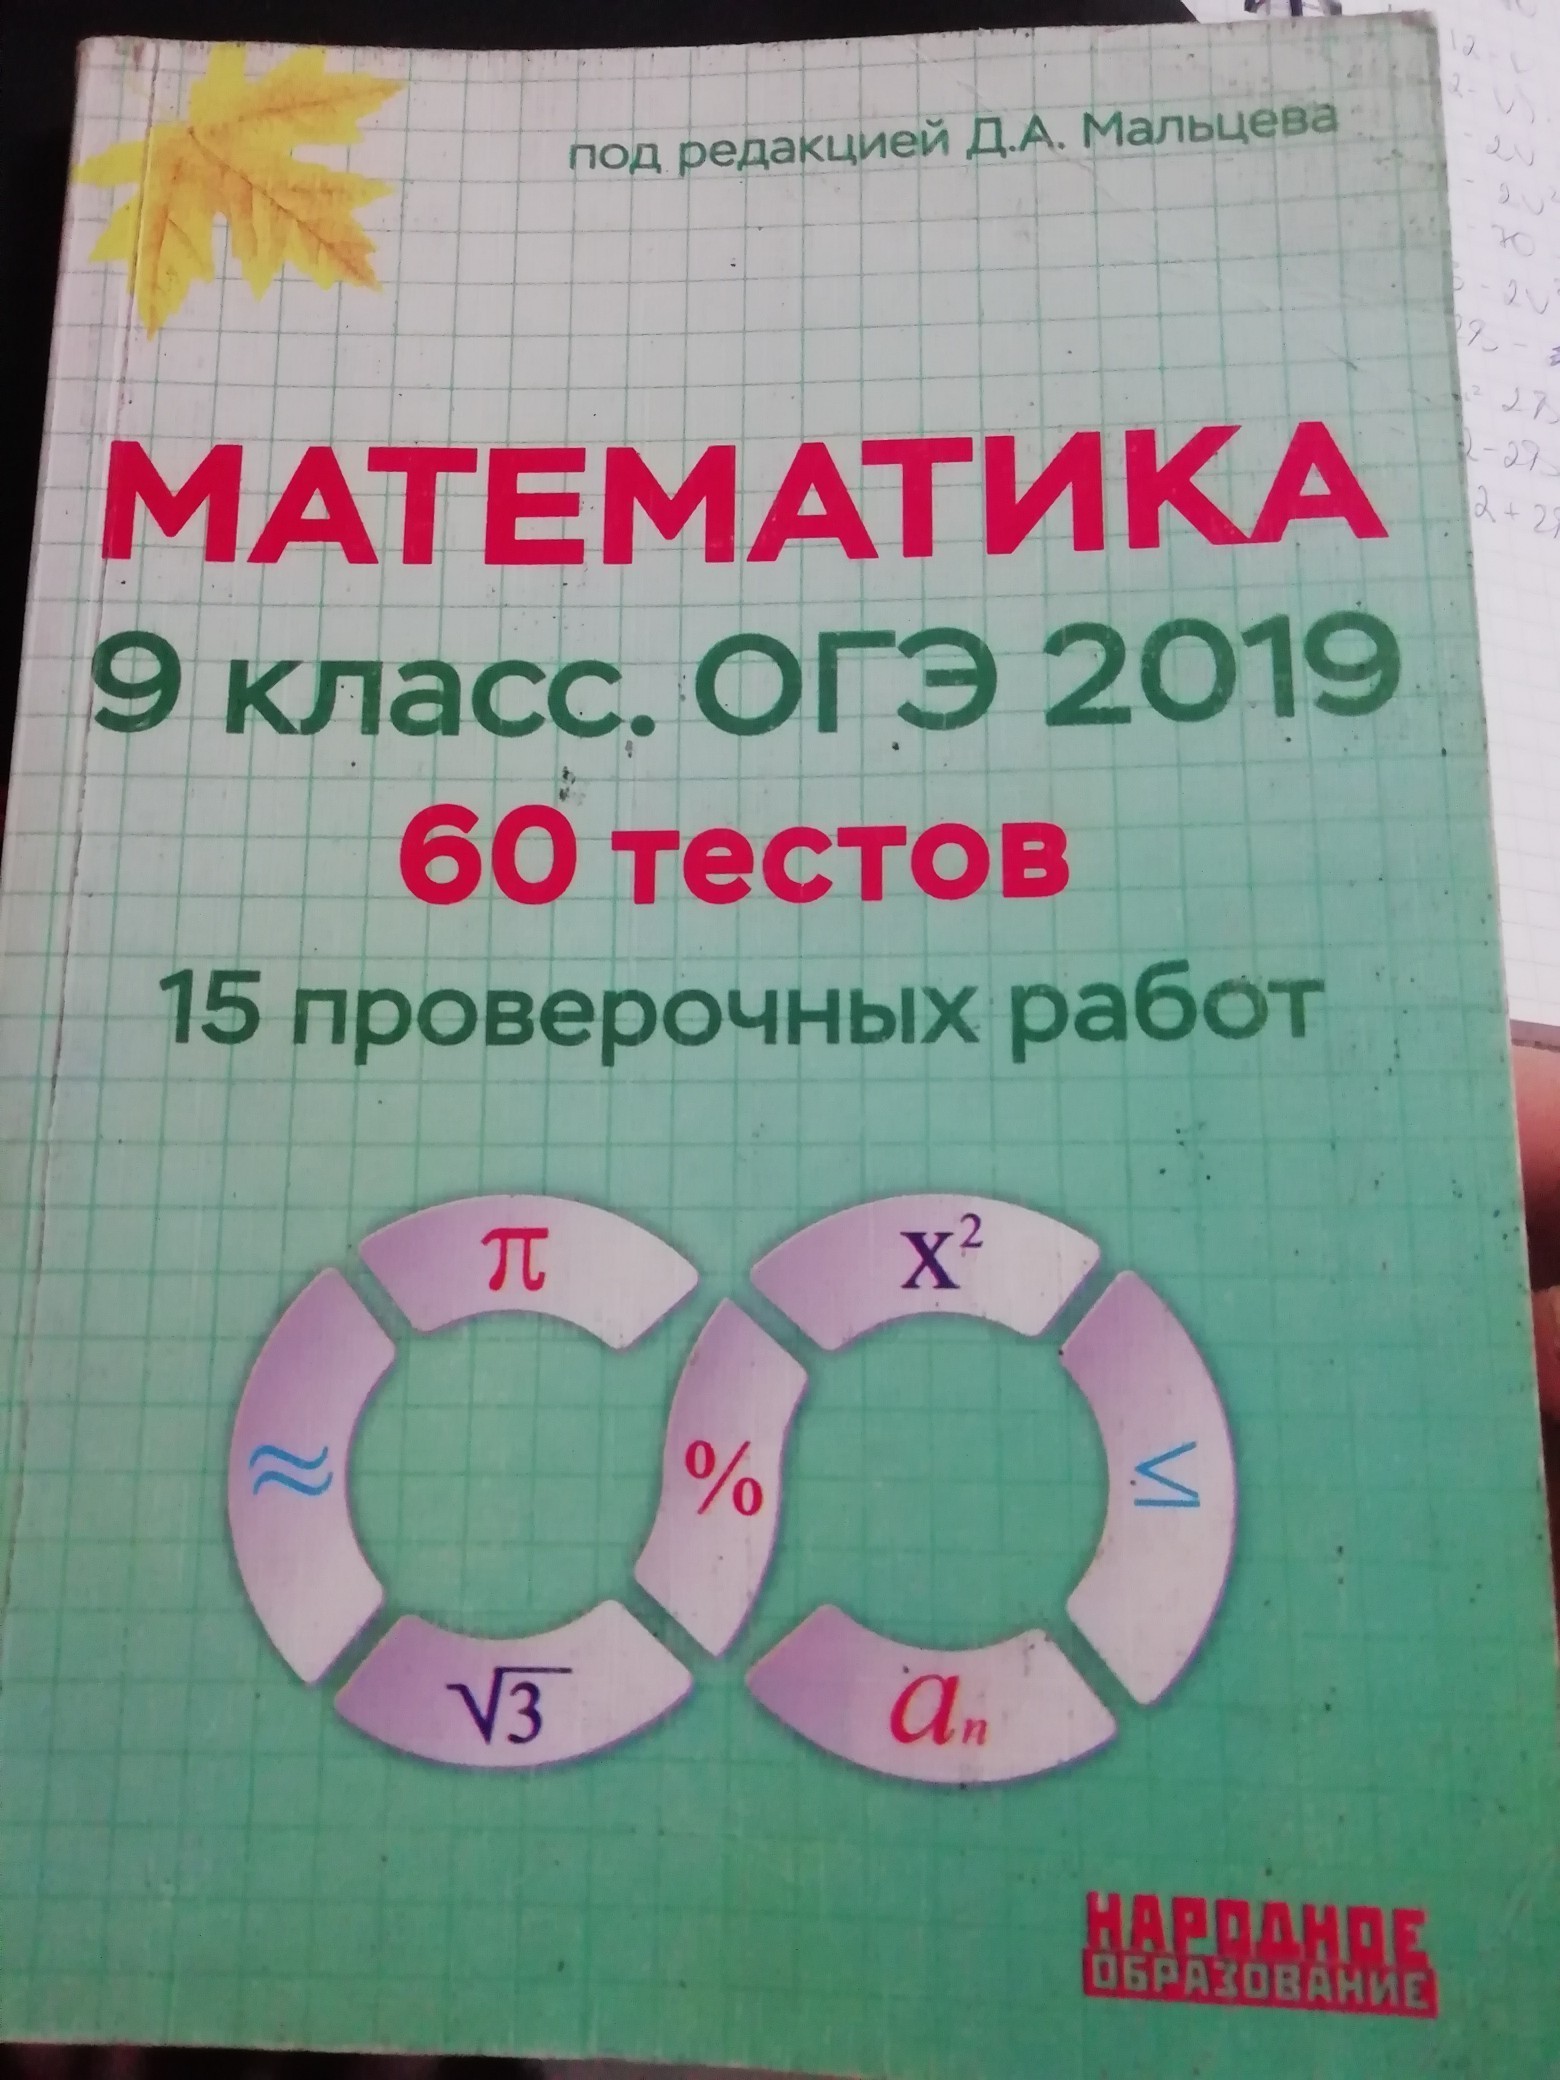 под редакцией Д.А. Мальцева
МАТЕМАТИКА
9 класс. ОГЭ 2019
60 тестов
15 проверочных работ
π
x²
≈
%
≤
√3
aₙ
НАРОДНОЕ
ОБРАЗОВАНИЕ